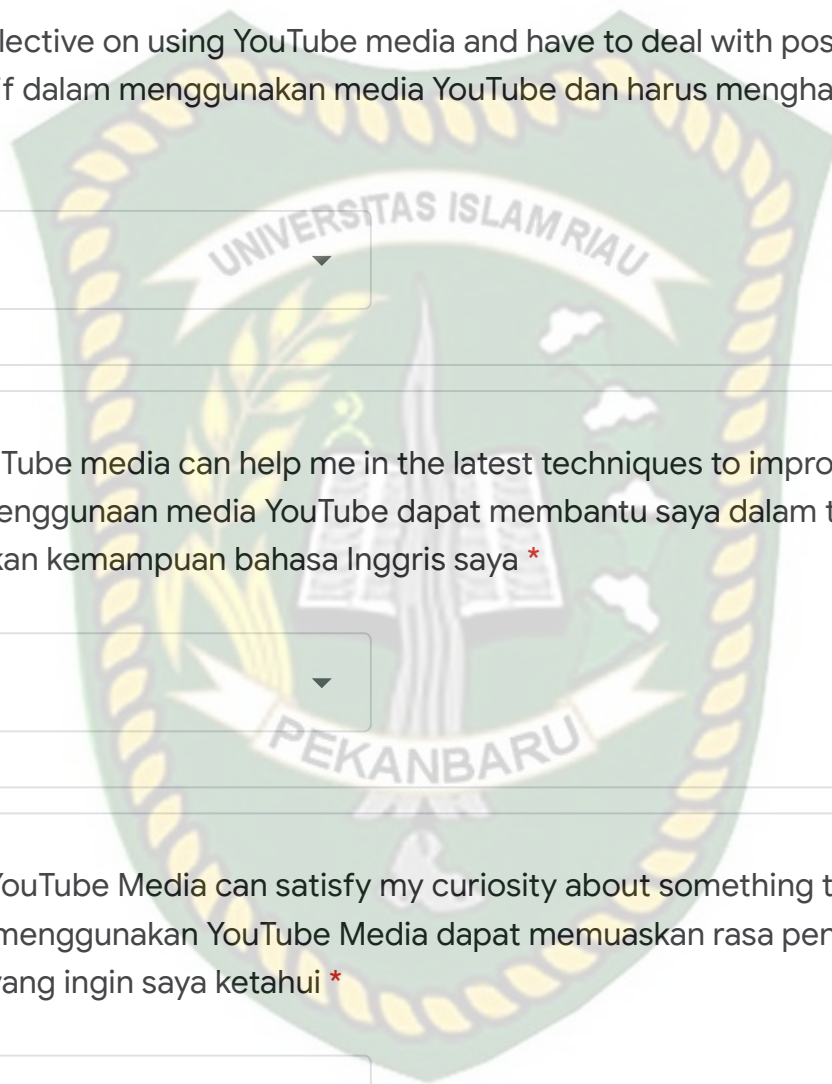 lective on using YouTube media and have to deal with pos
if dalam menggunakan media YouTube dan harus mengha
UNIVERSITAS ISLAM RIAU
Tube media can help me in the latest techniques to impro
enggunaan media YouTube dapat membantu saya dalam t
kan kemampuan bahasa Inggris saya *
PEKANBARU
YouTube Media can satisfy my curiosity about something t
menggunakan YouTube Media dapat memuaskan rasa pen
yang ingin saya ketahui *